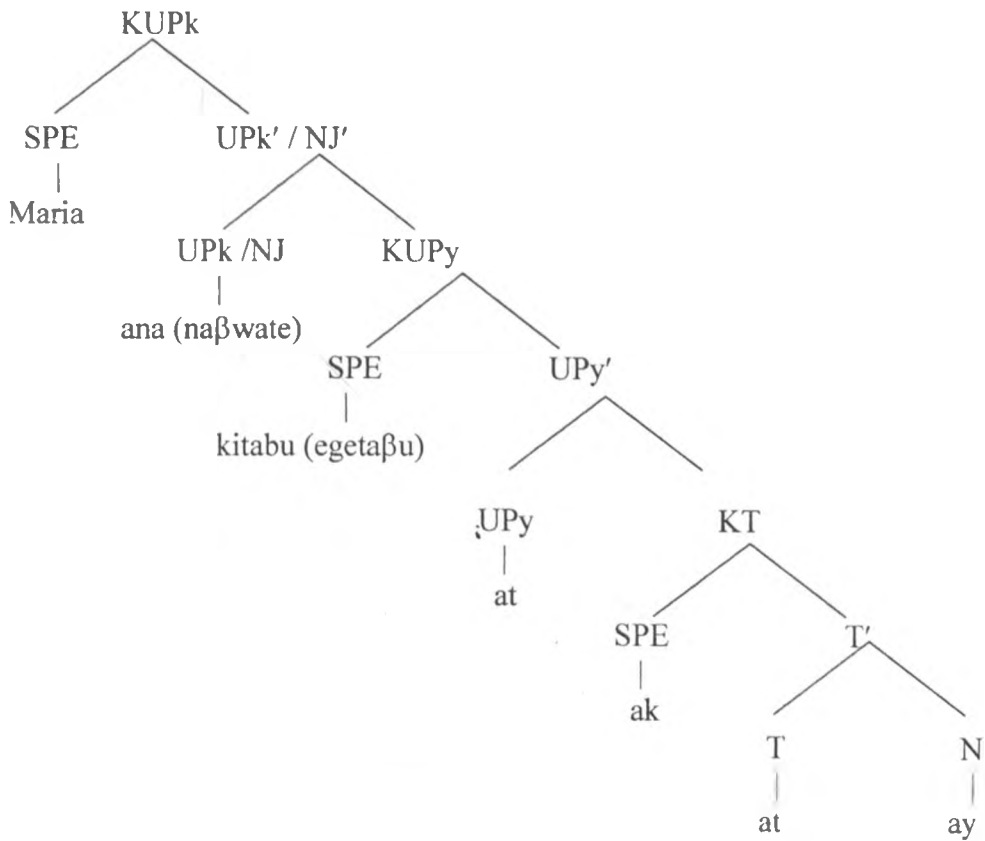 KUPk
SPE UPk′ / NJ′
Maria
UPk /NJ KUPy
ana (naβwate)
SPE UPy′
kitabu (egetaβu)
UPy KT
at
SPE T′
ak
T N
at ay